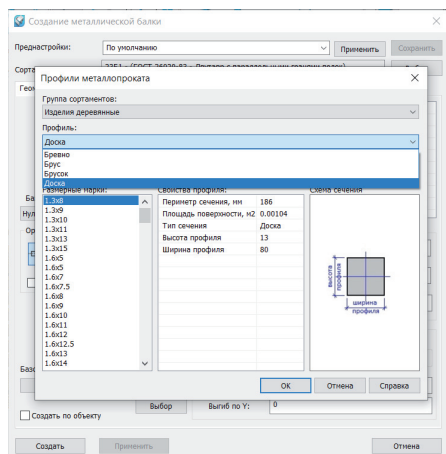 Создание металлической балки
Преднастройки: По умолчанию Применить Сохранить
Профили металлопроката
Группа сортаментов:
Изделия деревянные
Профиль:
Доска
Бревно
Брус
Брусок
Доска
Размерные марки: Свойства профиля: Схема сечения
1.3x8
1.3x9
1.3x10
1.3x11
1.3x13
1.3x15
1.6x5
1.6x5
1.6x7
1.6x7.5
1.6x8
1.6x9
1.6x10
1.6x11
1.6x12
1.6x12.5
1.6x13
1.6x14
Периметр сечения, мм 186
Площадь поверхности, м2 0.00104
Тип сечения Доска
Высота профиля 13
Ширина профиля 80
высота
профиля
ширина
профиля
ОК Отмена Справка
Создать по объекту Выбор Выгиб по Y: 0
Создать Применить Отмена